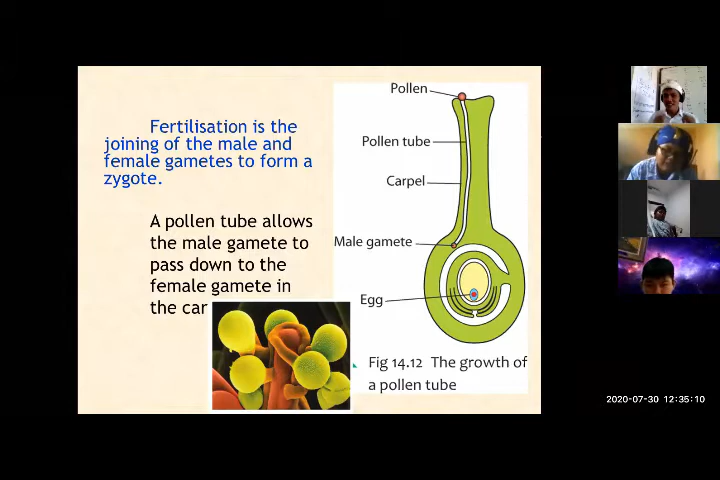 Fertilisation is the
joining of the male and
female gametes to form a
zygote.
A pollen tube allows
the male gamete to
pass down to the
female gamete in
the car
Pollen
Pollen tube
Carpel
Male gamete
Egg
Fig 14.12 The growth of
a pollen tube
2020-07-30 12:35:10